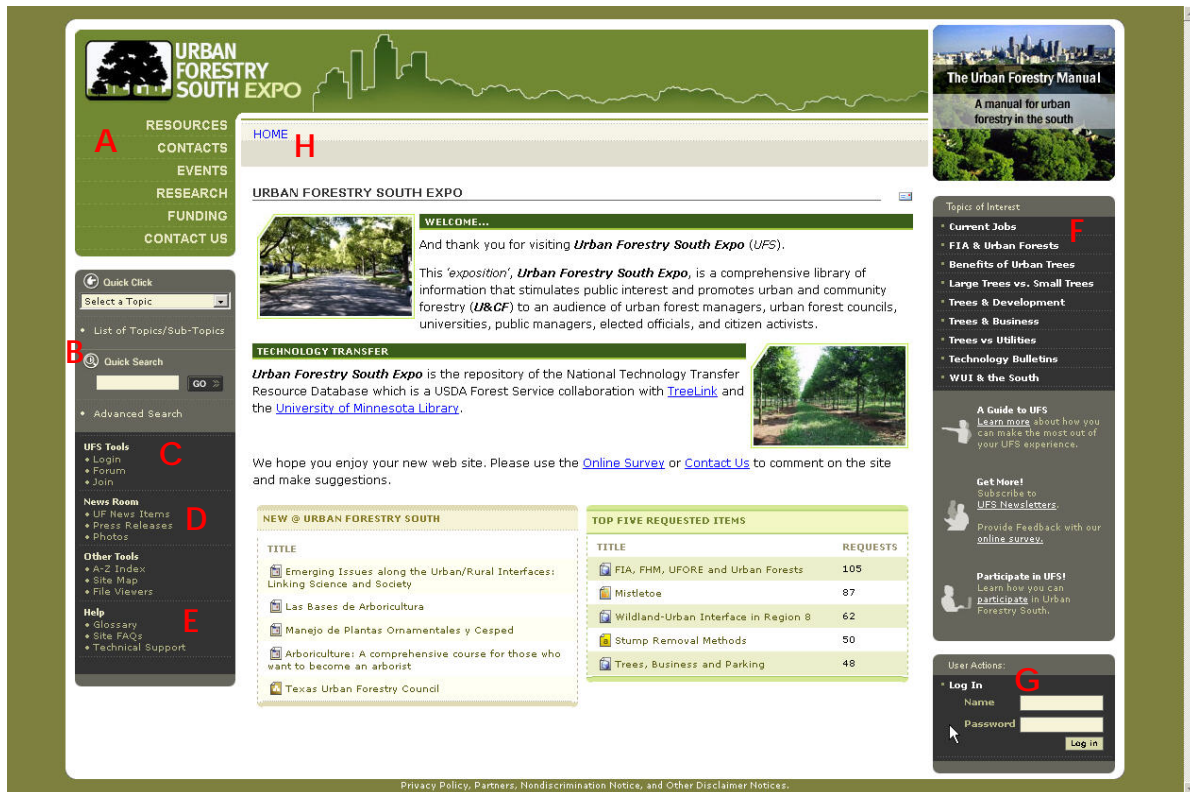 URBAN
FORESTRY
SOUTH EXPO
The Urban Forestry Manual
A manual for urban
forestry in the south
A
RESOURCES
CONTACTS
EVENTS
RESEARCH
FUNDING
CONTACT US
HOME
H
Quick Click
Select a Topic
List of Topics/Sub-Topics
B
Quick Search
GO
Advanced Search
UFS Tools
C
Login
Forum
Join
News Room
UF News Items
D
Press Releases
Photos
Other Tools
A-Z Index
Site Map
File Viewers
Help
Glossary
E
Site FAQs
Technical Support
URBAN FORESTRY SOUTH EXPO
WELCOME...
And thank you for visiting Urban Forestry South Expo (UFS).
This 'exposition', Urban Forestry South Expo, is a comprehensive library of
information that stimulates public interest and promotes urban and community
forestry (U&CF) to an audience of urban forest managers, urban forest councils,
universities, public managers, elected officials, and citizen activists.
TECHNOLOGY TRANSFER
Urban Forestry South Expo is the repository of the National Technology Transfer
Resource Database which is a USDA Forest Service collaboration with TreeLink and
the University of Minnesota Library.
We hope you enjoy your new web site. Please use the Online Survey or Contact Us to comment on the site
and make suggestions.
NEW @ URBAN FORESTRY SOUTH
TITLE
Emerging Issues along the Urban/Rural Interfaces:
Linking Science and Society
Las Bases de Arboricultura
Manejo de Plantas Ornamentales y Cesped
Arboriculture: A comprehensive course for those who
want to become an arborist
Texas Urban Forestry Council
TOP FIVE REQUESTED ITEMS
TITLE REQUESTS
FIA, FHM, UFORE and Urban Forests 105
Mistletoe 87
Wildland-Urban Interface in Region 8 62
Stump Removal Methods 50
Trees, Business and Parking 48
Topics of Interest
Current Jobs
F
FIA & Urban Forests
Benefits of Urban Trees
Large Trees vs. Small Trees
Trees & Development
Trees & Business
Trees vs Utilities
Technology Bulletins
WUI & the South
A Guide to UFS
Learn more about how you
can make the most out of
your UFS experience.
Get More!
Subscribe to
UFS Newsletters.
Provide Feedback with our
online survey.
Participate in UFS!
Learn how you can
participate in Urban
Forestry South.
User Actions:
G
Log In
Name
Password
Log in
Privacy Policy, Partners, Nondiscrimination Notice, and Other Disclaimer Notices.